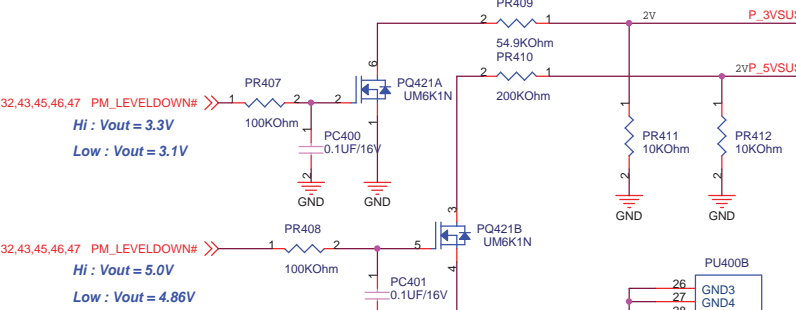 PR409
2 1 2V P_3VSUS
54.9KOhm
PR410
2 1 2V P_5VSUS
200KOhm
6
PQ421A
UM6K1N
PR407
32,43,45,46,47 PM_LEVELDOWN# 1 2 2
100KOhm
1
Hi : Vout = 3.3V
Low : Vout = 3.1V
1
PC400
0.1UF/16V
2
GND
GND
1
PR411
10KOhm
2
GND
1
PR412
10KOhm
2
GND
3
PQ421B
UM6K1N
PR408
32,43,45,46,47 PM_LEVELDOWN# 1 2 5
100KOhm
4
Hi : Vout = 5.0V
Low : Vout = 4.86V
1
PC401
0.1UF/16V
PU400B
26 GND3
27 GND4
28